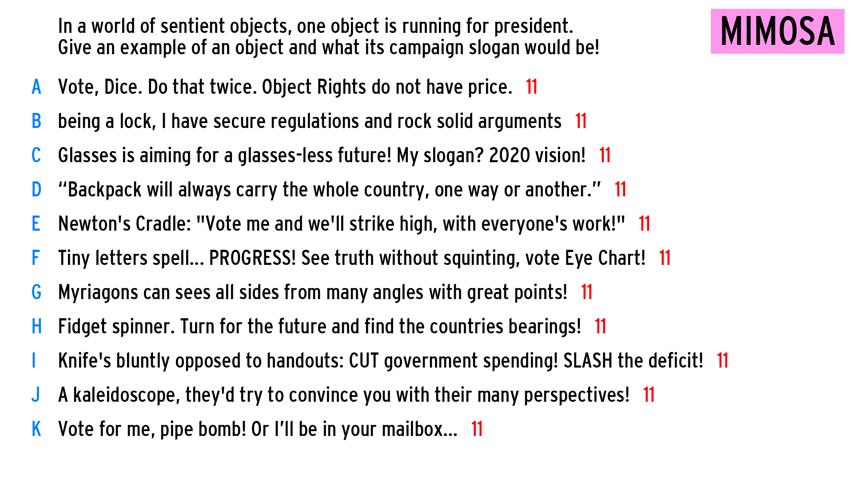 In a world of sentient objects, one object is running for president.
Give an example of an object and what its campaign slogan would be!
MIMOSA
A Vote, Dice. Do that twice. Object Rights do not have price. 11
B being a lock, I have secure regulations and rock solid arguments 11
C Glasses is aiming for a glasses-less future! My slogan? 2020 vision! 11
D “Backpack will always carry the whole country, one way or another.” 11
E Newton's Cradle: "Vote me and we'll strike high, with everyone's work!" 11
F Tiny letters spell... PROGRESS! See truth without squinting, vote Eye Chart! 11
G Myriagons can sees all sides from many angles with great points! 11
H Fidget spinner. Turn for the future and find the countries bearings! 11
I Knife's bluntly opposed to handouts: CUT government spending! SLASH the deficit! 11
J A kaleidoscope, they'd try to convince you with their many perspectives! 11
K Vote for me, pipe bomb! Or I’ll be in your mailbox... 11